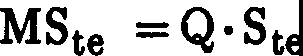 MS_te = Q·S_te